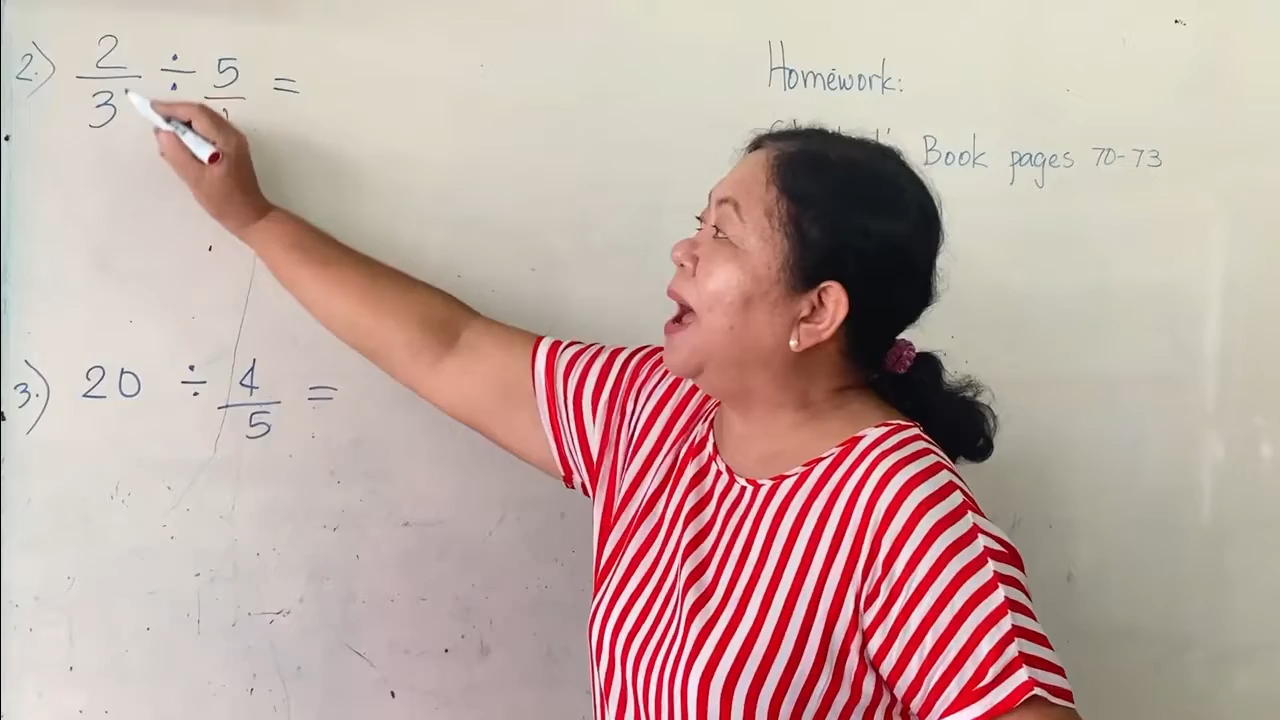 2.) 2/3 ÷ 5/ =
3.) 20 ÷ 4/5 =
Homework:
Book pages 70-73